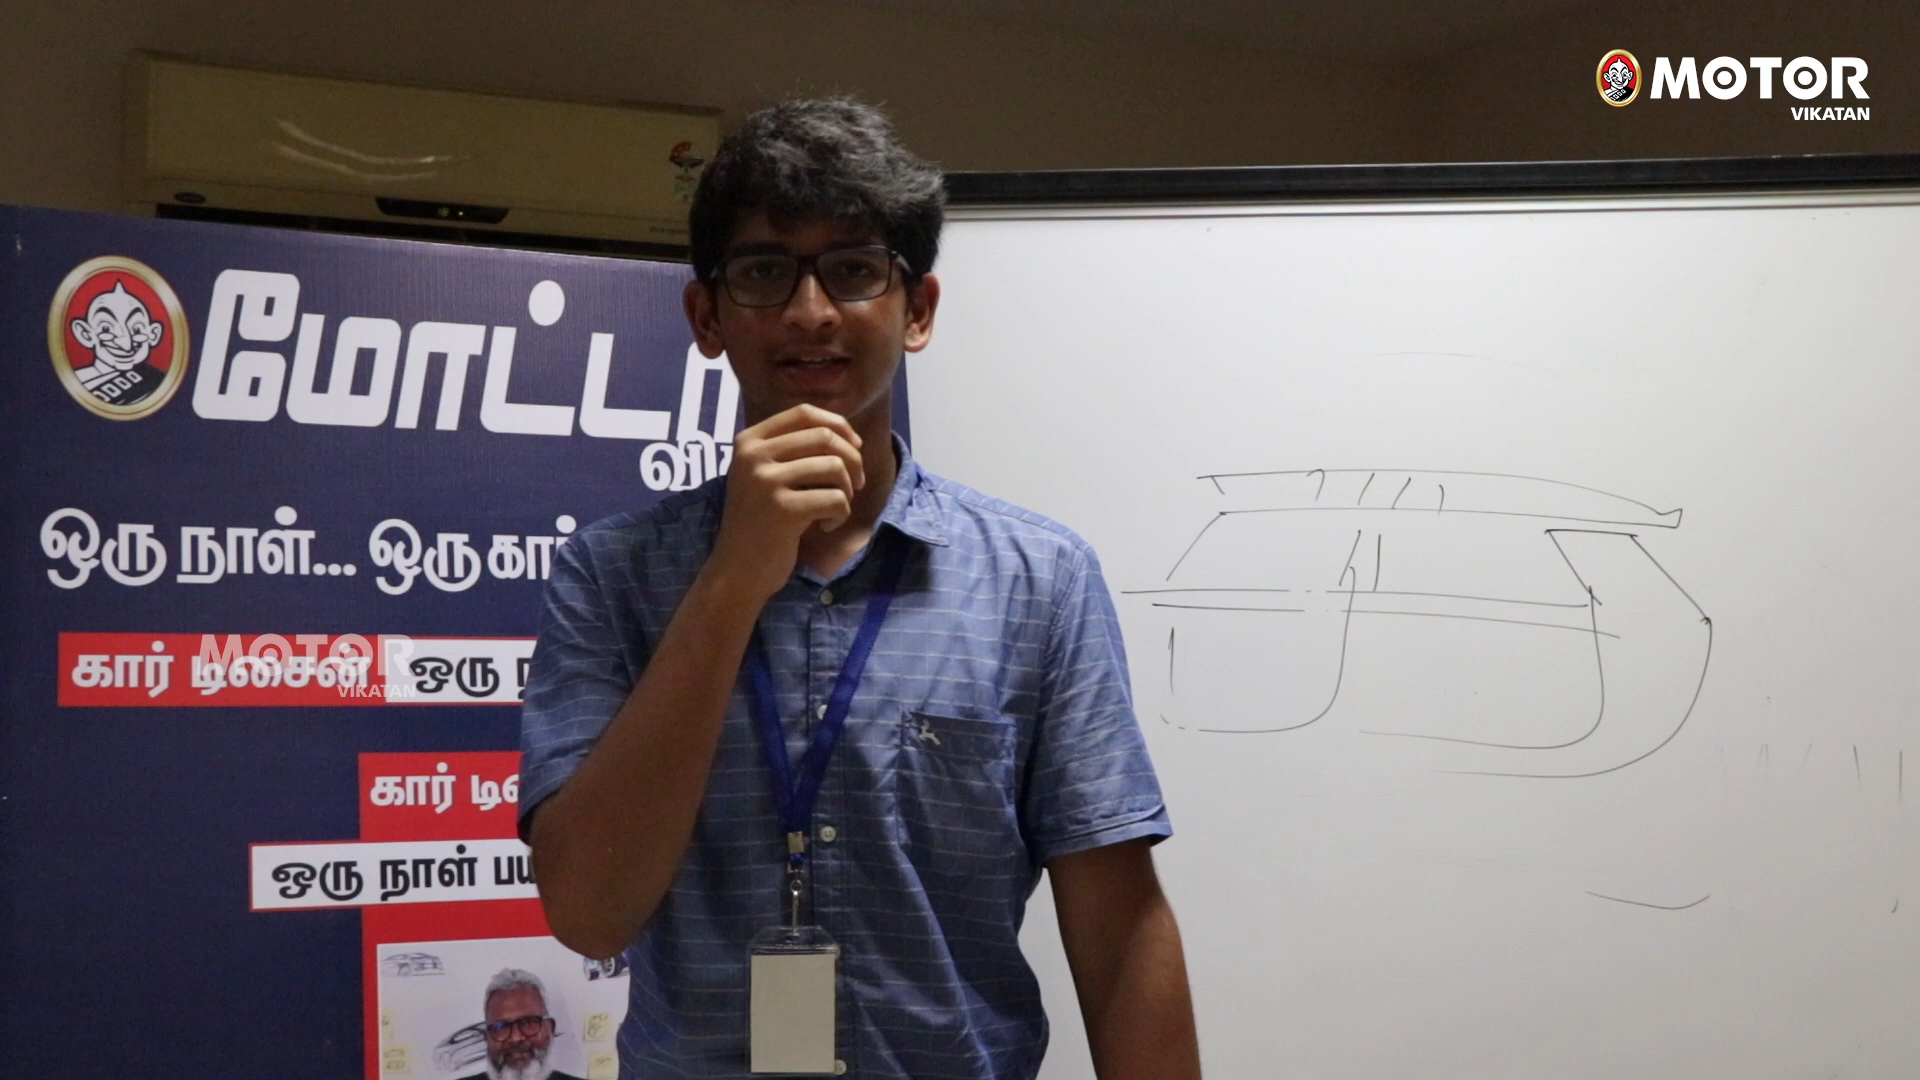 MOTOR
VIKATAN
மோட்டார்
ஒரு நாள்... ஒரு கார்
கார் டிசைன் ஒரு
MOTOR
VIKATAN
கார்
ஒரு நாள்